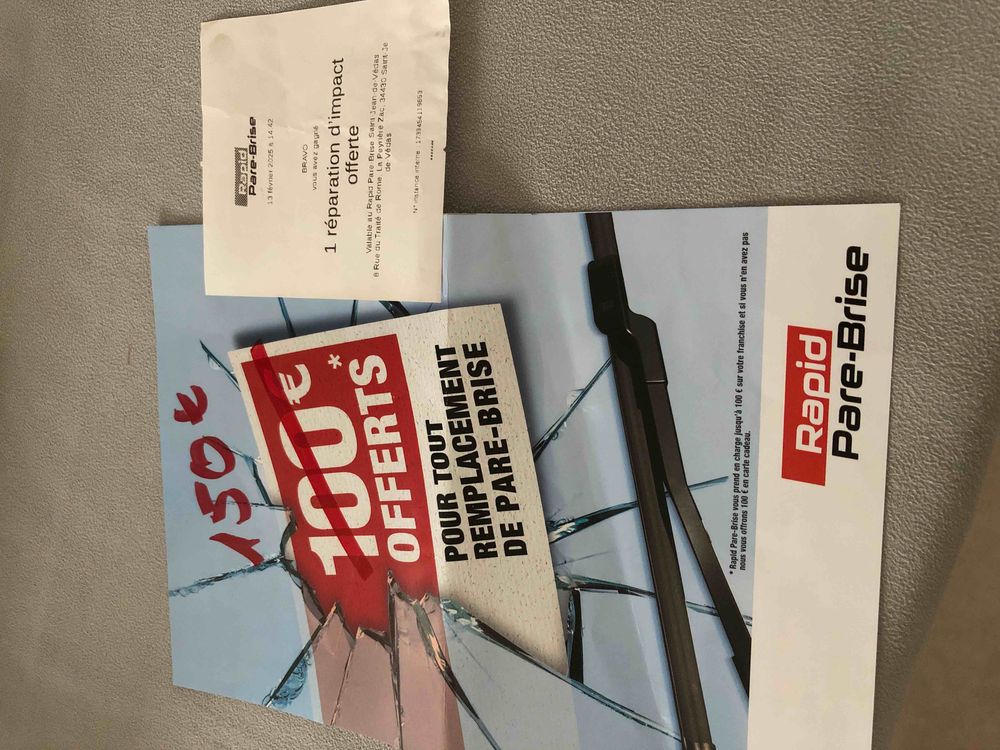 Rapid
Pare-Brise
13 février 2025 à 14:42
BRAVO
vous avez gagné
1 réparation d'impact
offerte
Valable au Rapid Pare Brise Saint-Jean-de-Védas
8 Rue du Traité de Rome, La Peyrière Zac, 34430 Saint-Je
de-Védas
N° instance interne : 1739454119653
150€
100€
OFFERTS*
POUR TOUT
REMPLACEMENT
DE PARE-BRISE
* Rapid Pare-Brise vous prend en charge jusqu'à 100 € sur votre franchise et si vous n'en avez pas
nous vous offrons 100 € en carte cadeau.
Rapid
Pare-Brise